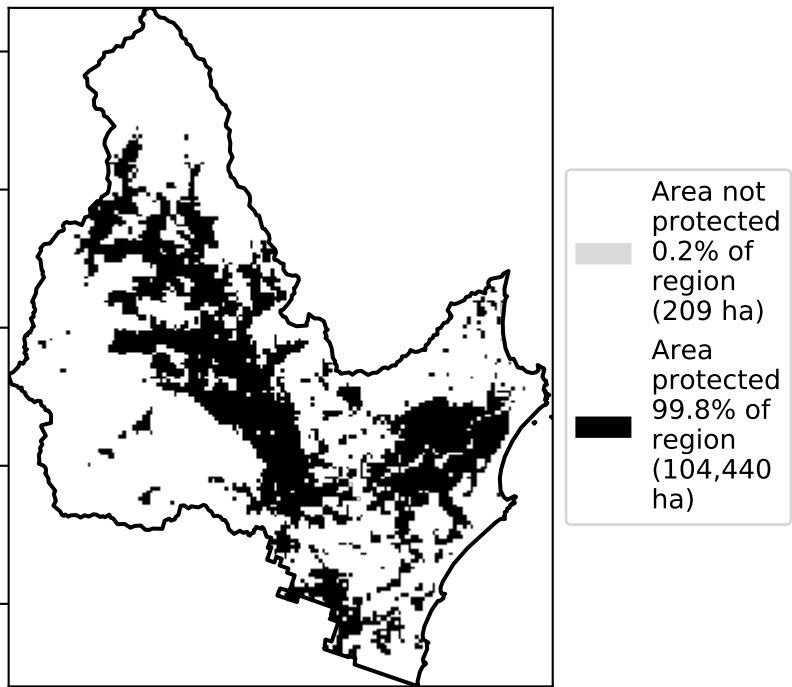 Area not
protected
0.2% of
region
(209 ha)
Area
protected
99.8% of
region
(104,440
ha)